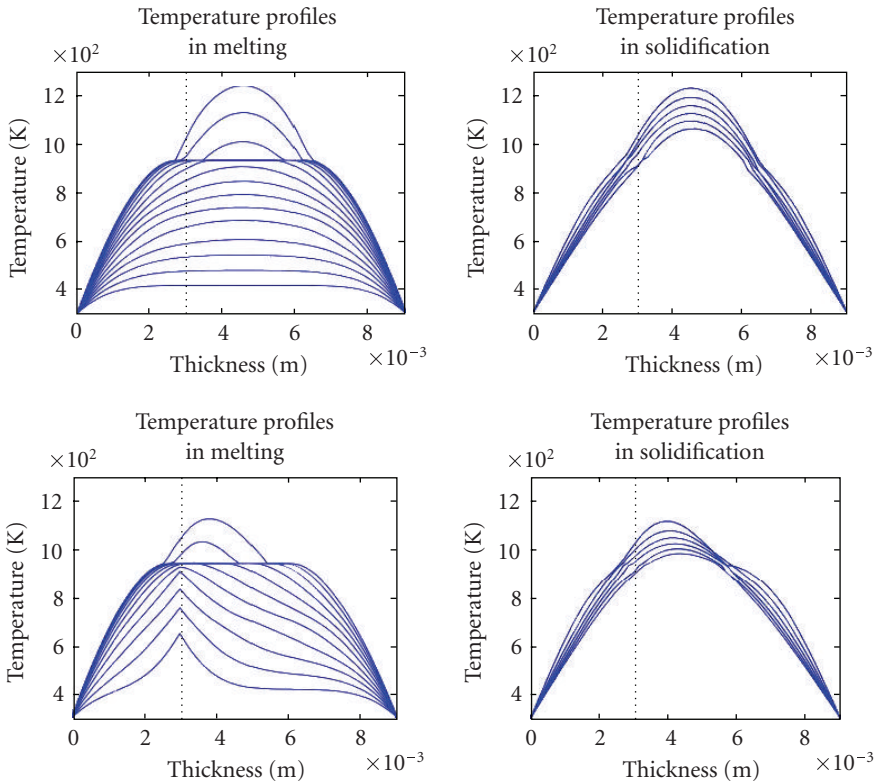 Temperature profiles
in melting
×10²
12
10
8
6
4
Temperature (K)
0 2 4 6 8
×10⁻³
Thickness (m)
Temperature profiles
in solidification
×10²
12
10
8
6
4
Temperature (K)
0 2 4 6 8
×10⁻³
Thickness (m)
Temperature profiles
in melting
×10²
12
10
8
6
4
Temperature (K)
0 2 4 6 8
×10⁻³
Thickness (m)
Temperature profiles
in solidification
×10²
12
10
8
6
4
Temperature (K)
0 2 4 6 8
×10⁻³
Thickness (m)